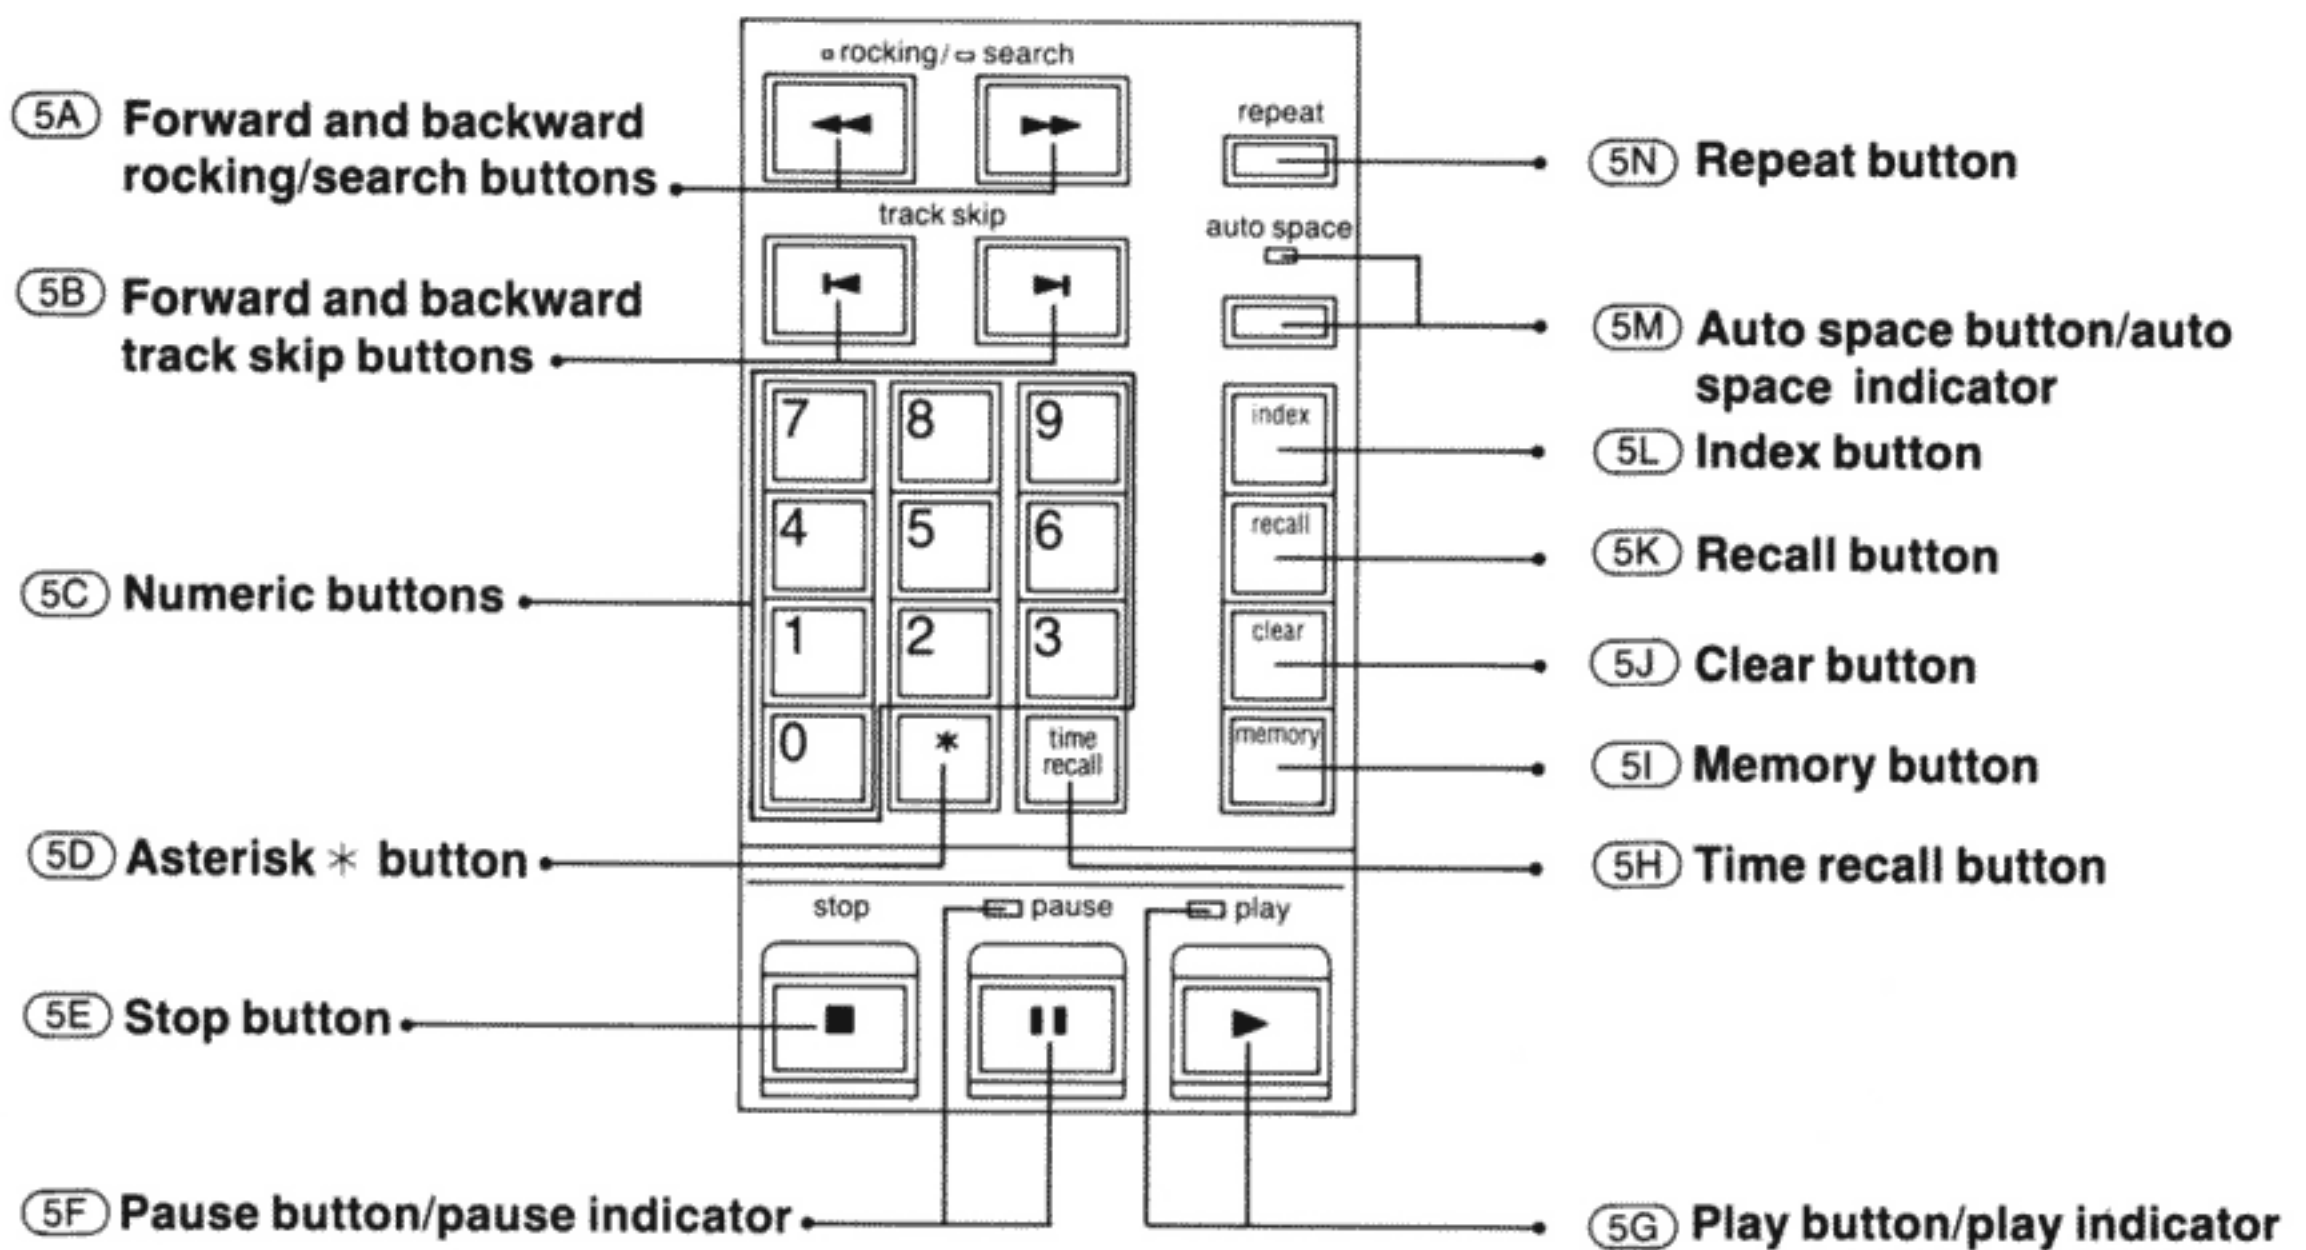 5A Forward and backward
rocking/search buttons
5B Forward and backward
track skip buttons
5C Numeric buttons
5D Asterisk * button
5E Stop button
5F Pause button/pause indicator
rocking/ search
track skip
7 8 9
4 5 6
1 2 3
0 * time
recall
repeat
auto space
index
recall
clear
memory
stop pause play
5N Repeat button
5M Auto space button/auto
space indicator
5L Index button
5K Recall button
5J Clear button
5I Memory button
5H Time recall button
5G Play button/play indicator